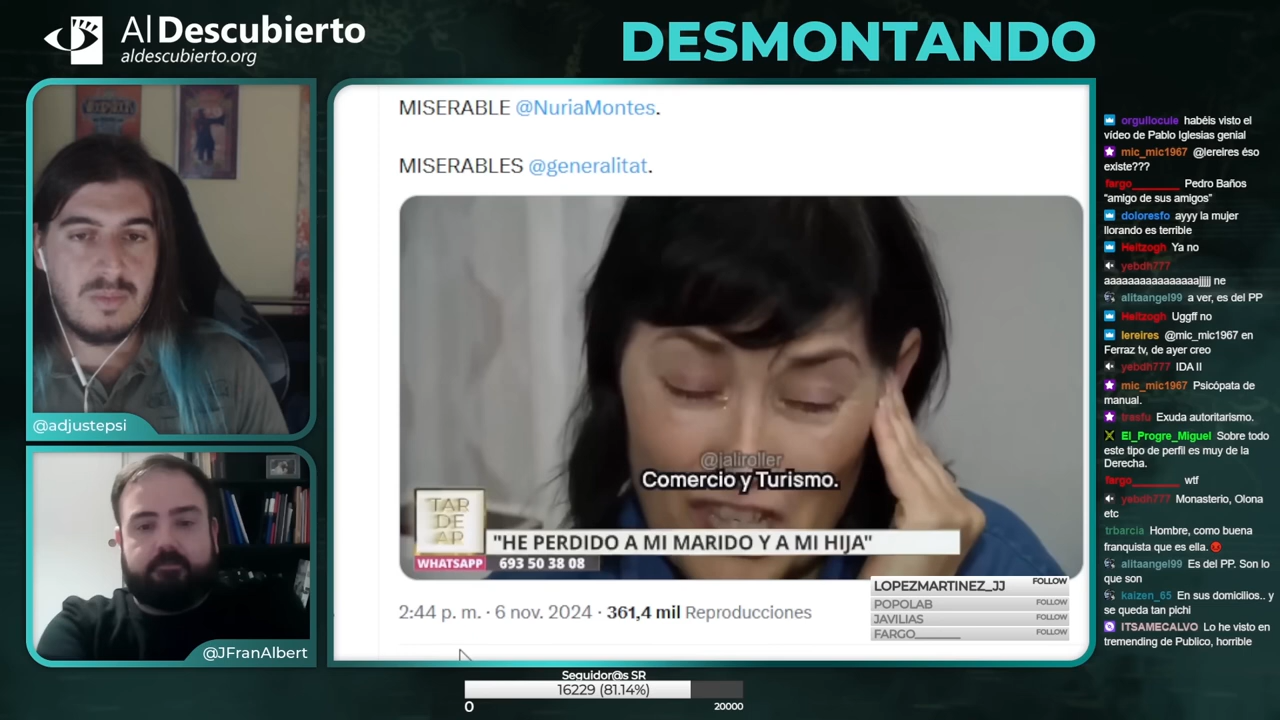 Al Descubierto
aldescubierto.org
DESMONTANDO
@adjustepsi
@JFranAlbert
MISERABLE @NuriaMontes.
MISERABLES @generalitat.
@jaliroller
Comercio y Turismo.
TAR
DE
AR
"HE PERDIDO A MI MARIDO Y A MI HIJA"
WHATSAPP 693 50 38 08
2:44 p. m. · 6 nov. 2024 · 361,4 mil Reproducciones
LOPEZMARTINEZ_JJ FOLLOW
POPOLAB FOLLOW
JAVILIAS FOLLOW
FARGO________ FOLLOW
Seguidor@s SR
16229 (81.14%)
0 20000
orgullocuie habéis visto el
vídeo de Pablo Iglesias genial
mic_mic1967 @lereires éso
existe???
fargo________ Pedro Baños
"amigo de sus amigos"
doloresfo ayyy la mujer
llorando es terrible
Heltzogh Ya no
yebdh777
aaaaaaaaaaaaaaajjjjj ne
alitaangel99 a ver, es del PP
Heltzogh Uggff no
lereires @mic_mic1967 en
Ferraz tv, de ayer creo
yebdh777 IDA II
mic_mic1967 Psicópata de
manual.
tresfu Exuda autoritarismo.
El_Progre_Miguel Sobre todo
este tipo de perfil es muy de la
Derecha.
fargo________ wtf
yebdh777 Monasterio, Olona
etc
trbarcia Hombre, como buena
franquista que es ella.
alitaangel99 Es del PP. Son lo
que son
kaizen_65 En sus domicilios.. y
se queda tan pichi
ITSAMECALVO Lo he visto en
tremending de Publico, horrible